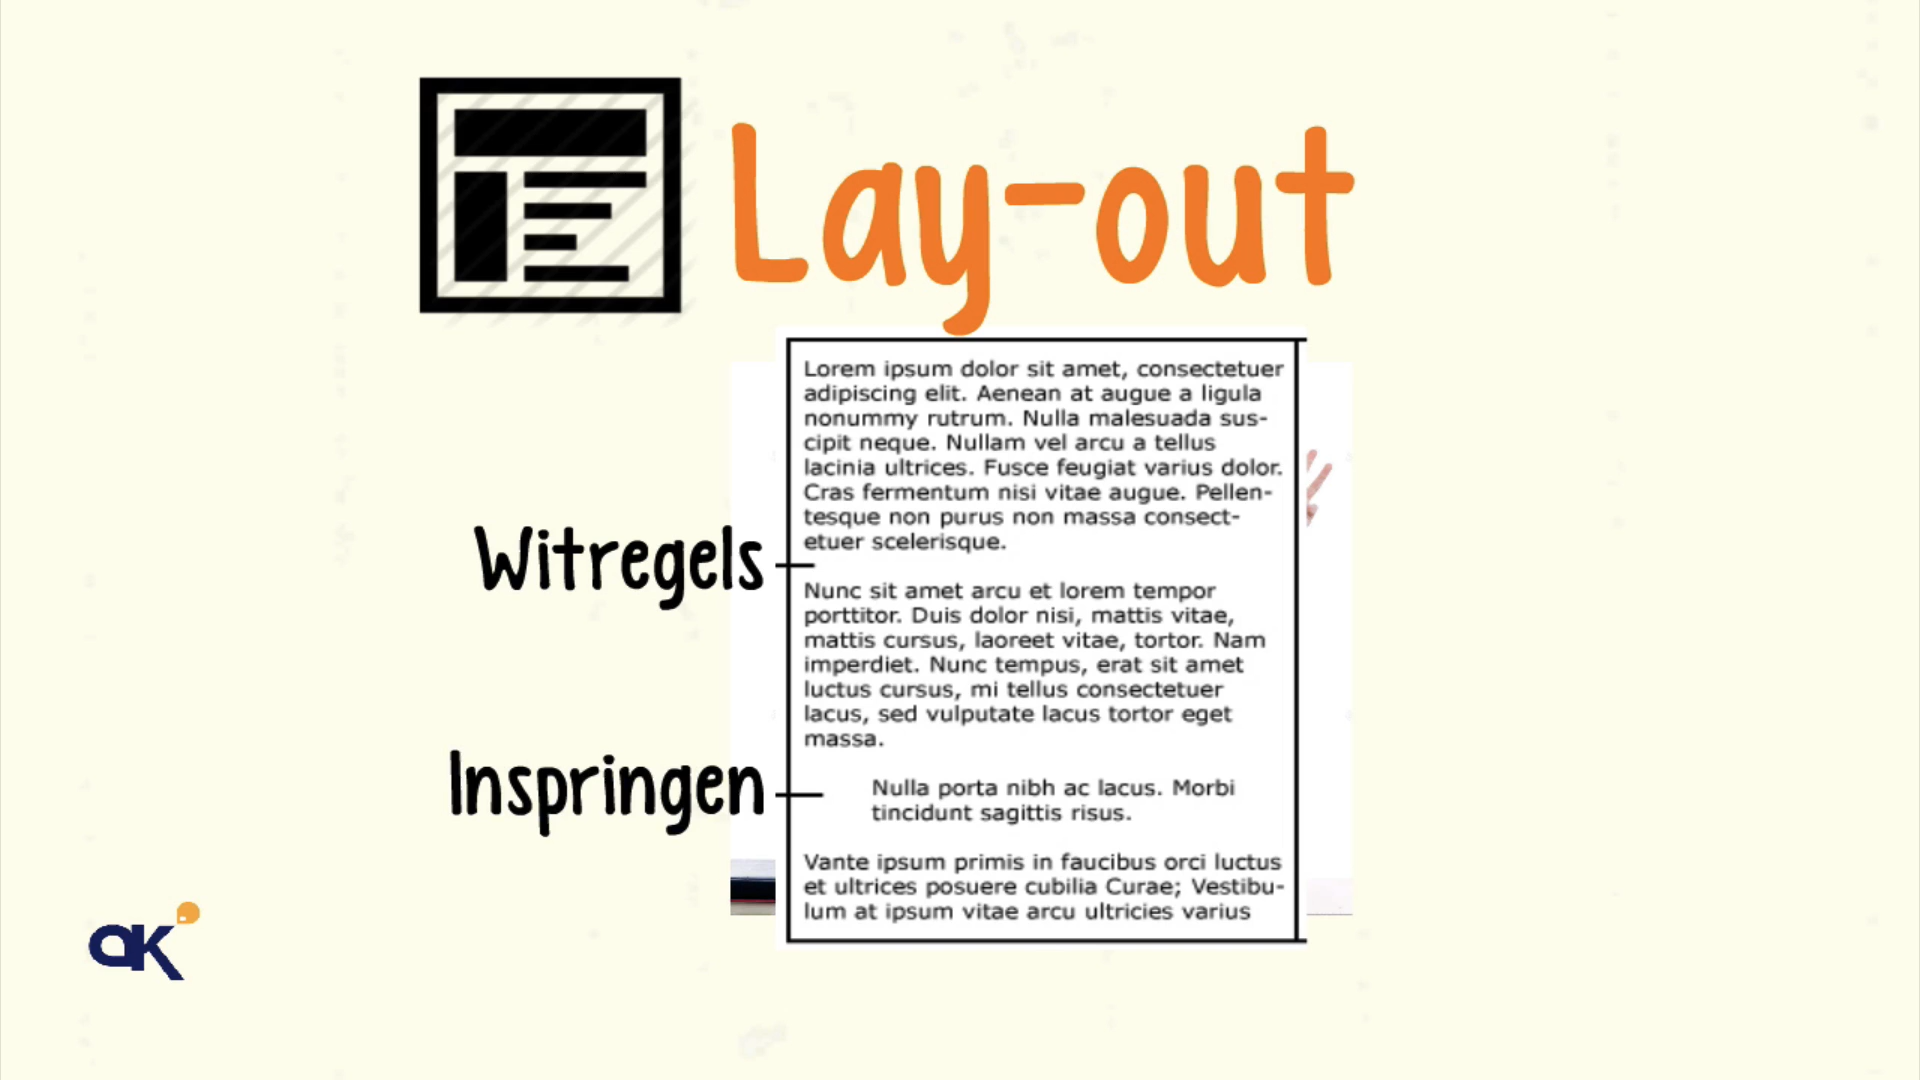 Lay-out
Lorem ipsum dolor sit amet, consectetuer
adipiscing elit. Aenean at augue a ligula
nonummy rutrum. Nulla malesuada sus-
cipit neque. Nullam vel arcu a tellus
lacinia ultrices. Fusce feugiat varius dolor.
Cras fermentum nisi vitae augue. Pellen-
tesque non purus non massa consect-
etuer scelerisque.
Witregels
Nunc sit amet arcu et lorem tempor
porttitor. Duis dolor nisi, mattis vitae,
mattis cursus, laoreet vitae, tortor. Nam
imperdiet. Nunc tempus, erat sit amet
luctus cursus, mi tellus consectetuer
lacus, sed vulputate lacus tortor eget
massa.
Inspringen
Nulla porta nibh ac lacus. Morbi
tincidunt sagittis risus.
Vante ipsum primis in faucibus orci luctus
et ultrices posuere cubilia Curae; Vestibu-
lum at ipsum vitae arcu ultricies varius
aK